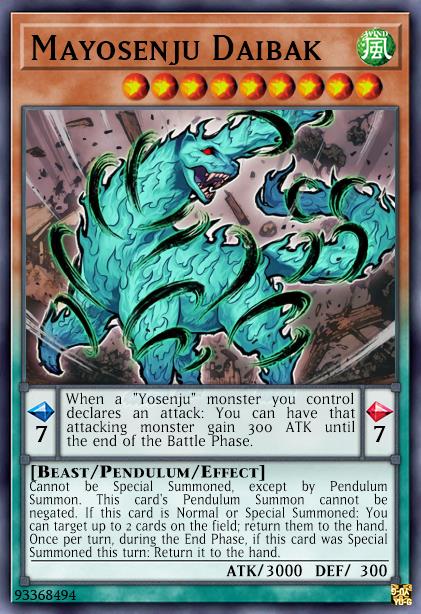 Mayosenju Daibak
WIND
風
When a "Yosenju" monster you control
declares an attack: You can have that
attacking monster gain 300 ATK until
the end of the Battle Phase.
7
7
[Beast/Pendulum/Effect]
Cannot be Special Summoned, except by Pendulum
Summon. This card's Pendulum Summon cannot be
negated. If this card is Normal or Special Summoned: You
can target up to 2 cards on the field; return them to the hand.
Once per turn, during the End Phase, if this card was Special
Summoned this turn: Return it to the hand.
ATK/3000 DEF/ 300
93368494